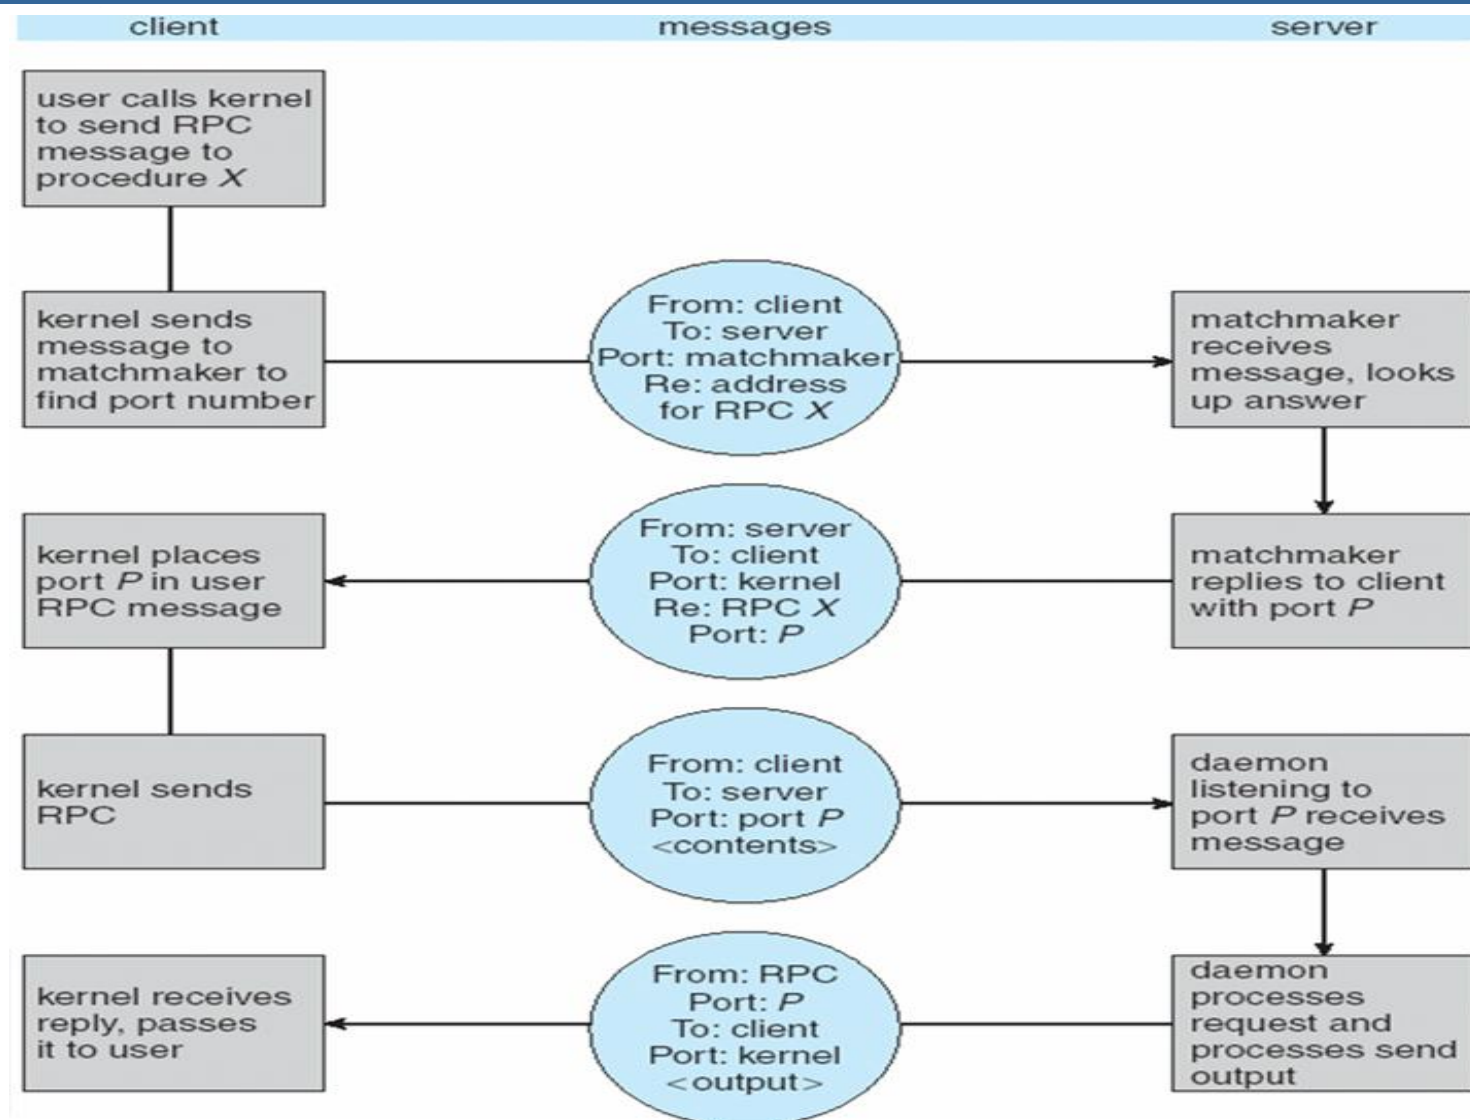 client
messages
server
user calls kernel
to send RPC
message to
procedure X
kernel sends
message to
matchmaker to
find port number
From: client
To: server
Port: matchmaker
Re: address
for RPC X
matchmaker
receives
message, looks
up answer
kernel places
port P in user
RPC message
From: server
To: client
Port: kernel
Re: RPC X
Port: P
matchmaker
replies to client
with port P
kernel sends
RPC
From: client
To: server
Port: port P
<contents>
daemon
listening to
port P receives
message
kernel receives
reply, passes
it to user
From: RPC
Port: P
To: client
Port: kernel
<output>
daemon
processes
request and
processes send
output